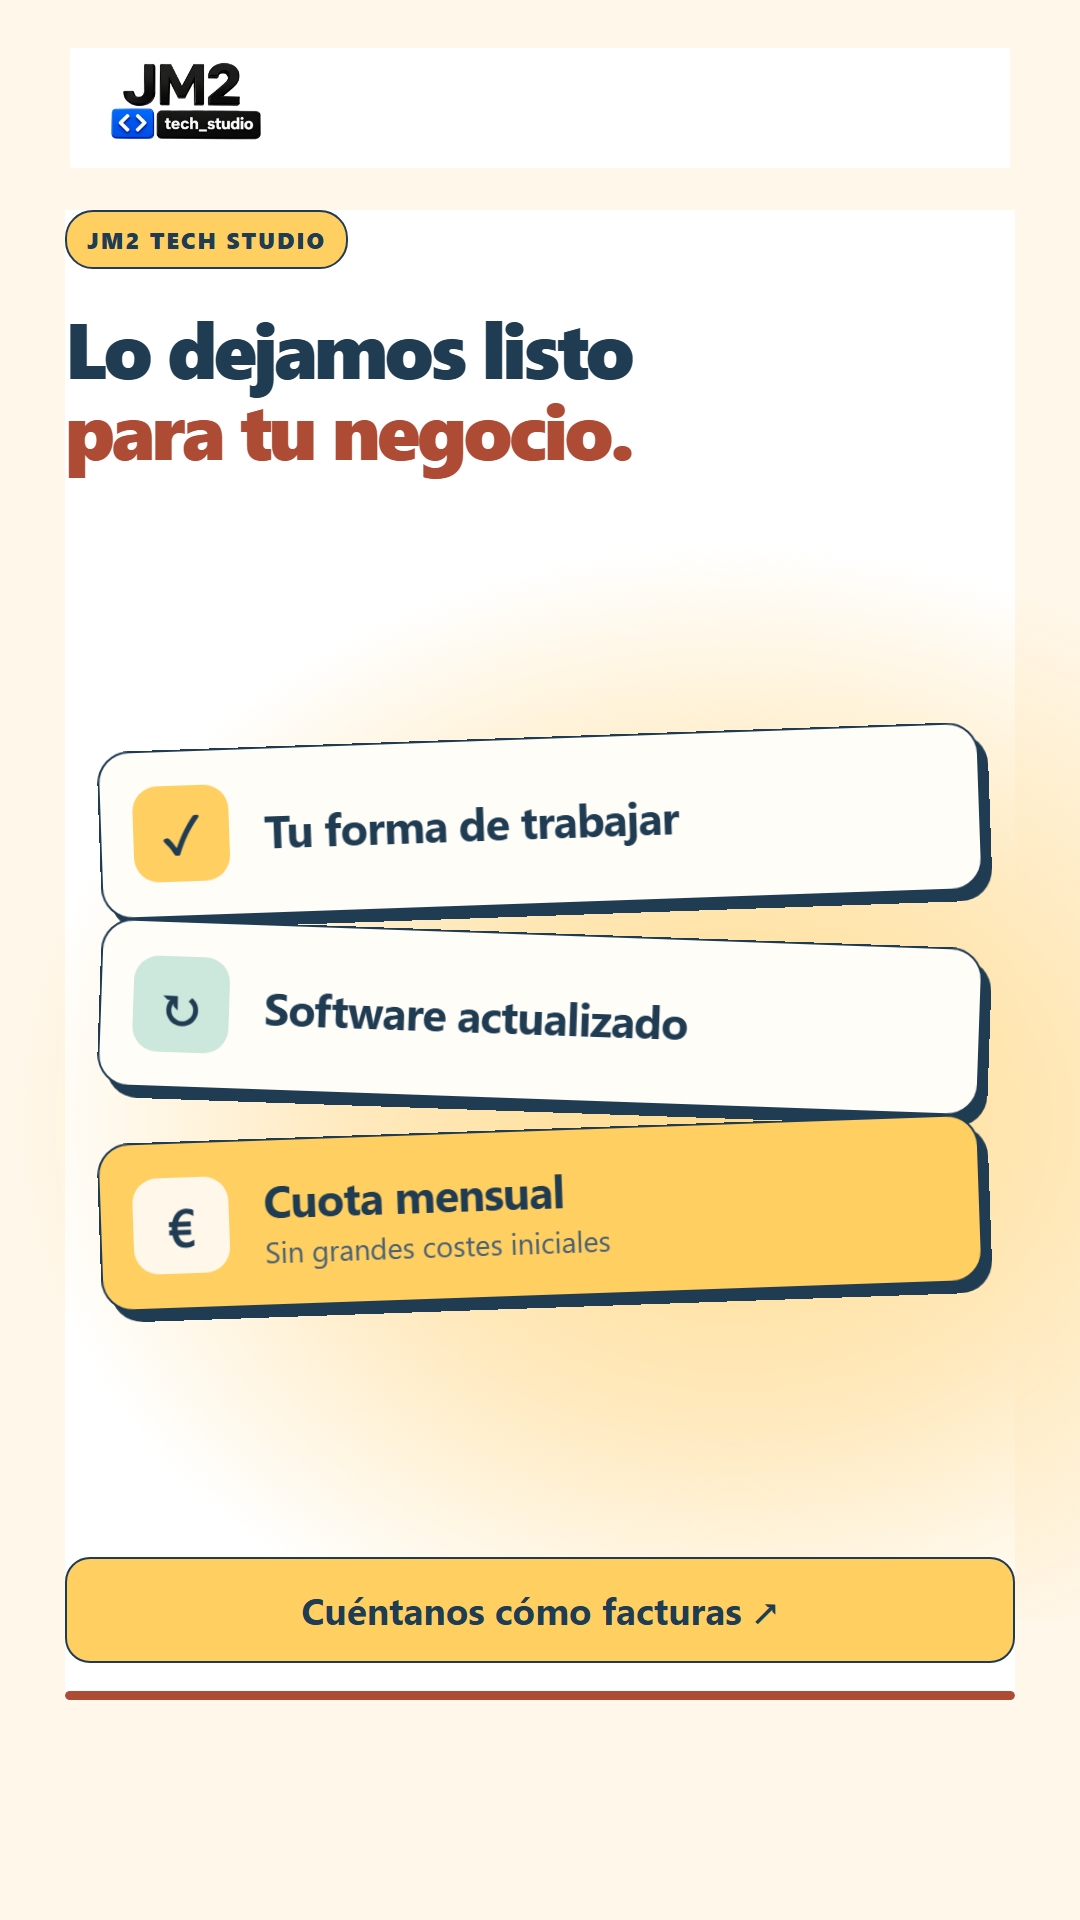 JM2
<> tech_studio
JM2 TECH STUDIO
Lo dejamos listo
para tu negocio.
✓ Tu forma de trabajar
↻ Software actualizado
€ Cuota mensual
Sin grandes costes iniciales
Cuéntanos cómo facturas ↗